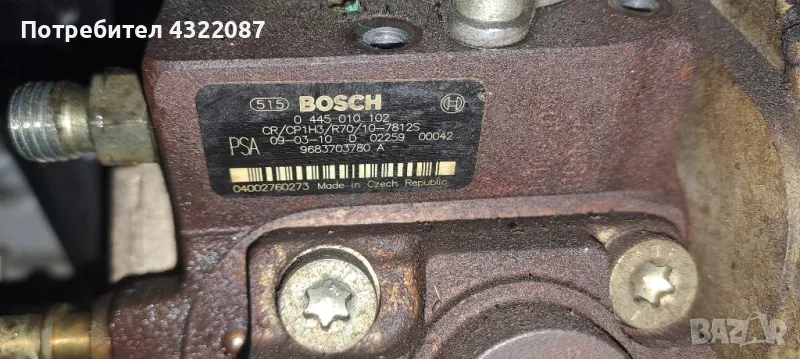 Потребител 4322087
515 BOSCH
0 445 010 102
CR/CP1H3/R70/10-7812S
PSA 09-03-10 D 02259 00042
9683703780 A
04002760273 Made in Czech Republic
BAZAR